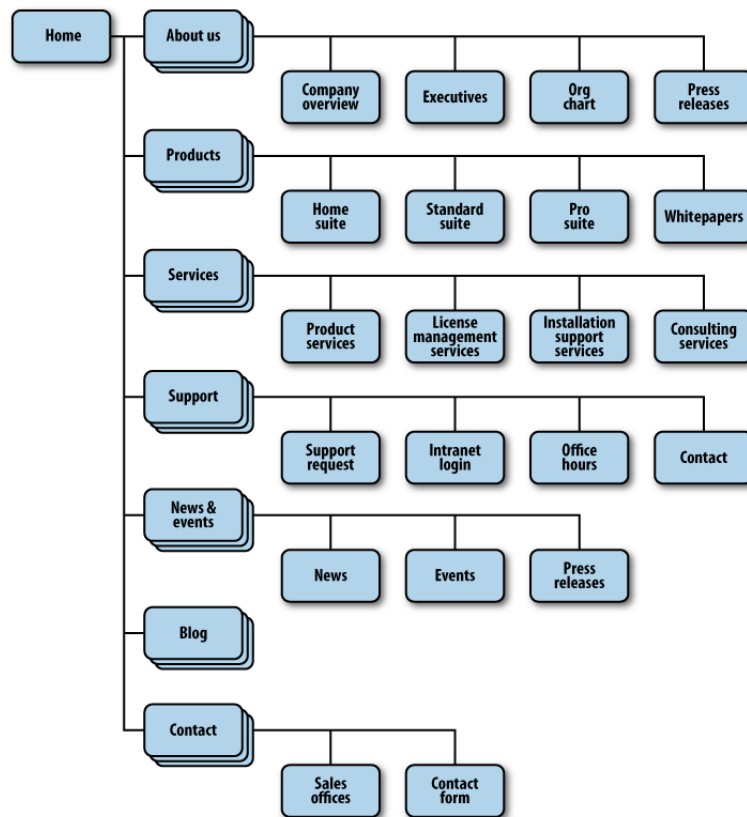 Home
About us
Company
overview
Executives
Org
chart
Press
releases
Products
Home
suite
Standard
suite
Pro
suite
Whitepapers
Services
Product
services
License
management
services
Installation
support
services
Consulting
services
Support
Support
request
Intranet
login
Office
hours
Contact
News &
events
News
Events
Press
releases
Blog
Contact
Sales
offices
Contact
form